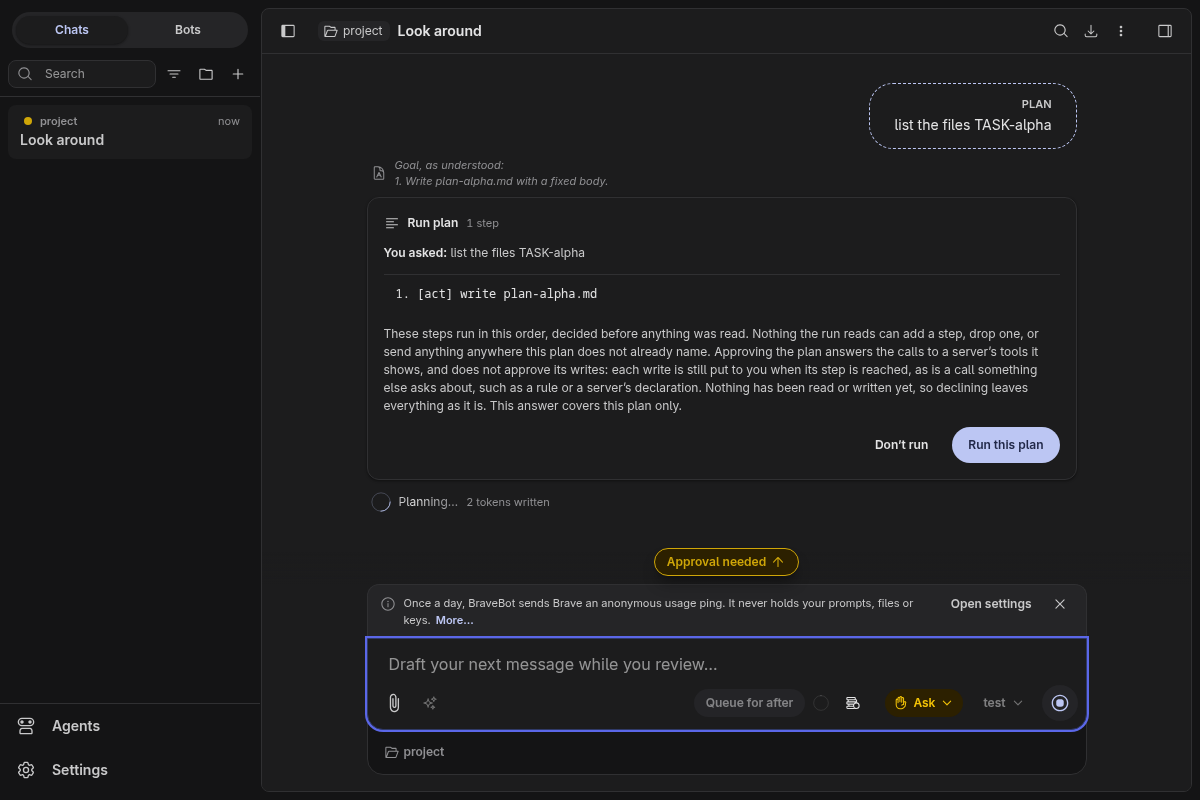 Chats
Bots
Search
project
now
Look around
project
Look around
PLAN
list the files TASK-alpha
Goal, as understood:
1. Write plan-alpha.md with a fixed body.
Run plan 1 step
You asked: list the files TASK-alpha
1. [act] write plan-alpha.md
These steps run in this order, decided before anything was read. Nothing the run reads can add a step, drop one, or
send anything anywhere this plan does not already name. Approving the plan answers the calls to a server’s tools it
shows, and does not approve its writes: each write is still put to you when its step is reached, as is a call something
else asks about, such as a rule or a server’s declaration. Nothing has been read or written yet, so declining leaves
everything as it is. This answer covers this plan only.
Don’t run
Run this plan
Planning… 2 tokens written
Approval needed
Once a day, BraveBot sends Brave an anonymous usage ping. It never holds your prompts, files or
keys. More…
Open settings
Draft your next message while you review…
Queue for after
Ask
test
project
Agents
Settings